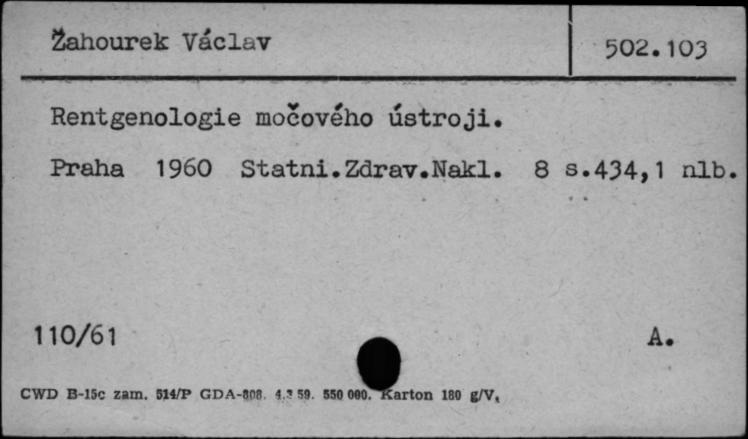 Žahourek Václav
502.103
Rentgenologie močového ústroji.
Praha 1960 Statni.Zdrav.Nakl. 8 s.434,1 nlb.
110/61
A.
CWD B-15c zam. 514/P GDA-808. 4.3 59. 550 000. Karton 180 g/V,